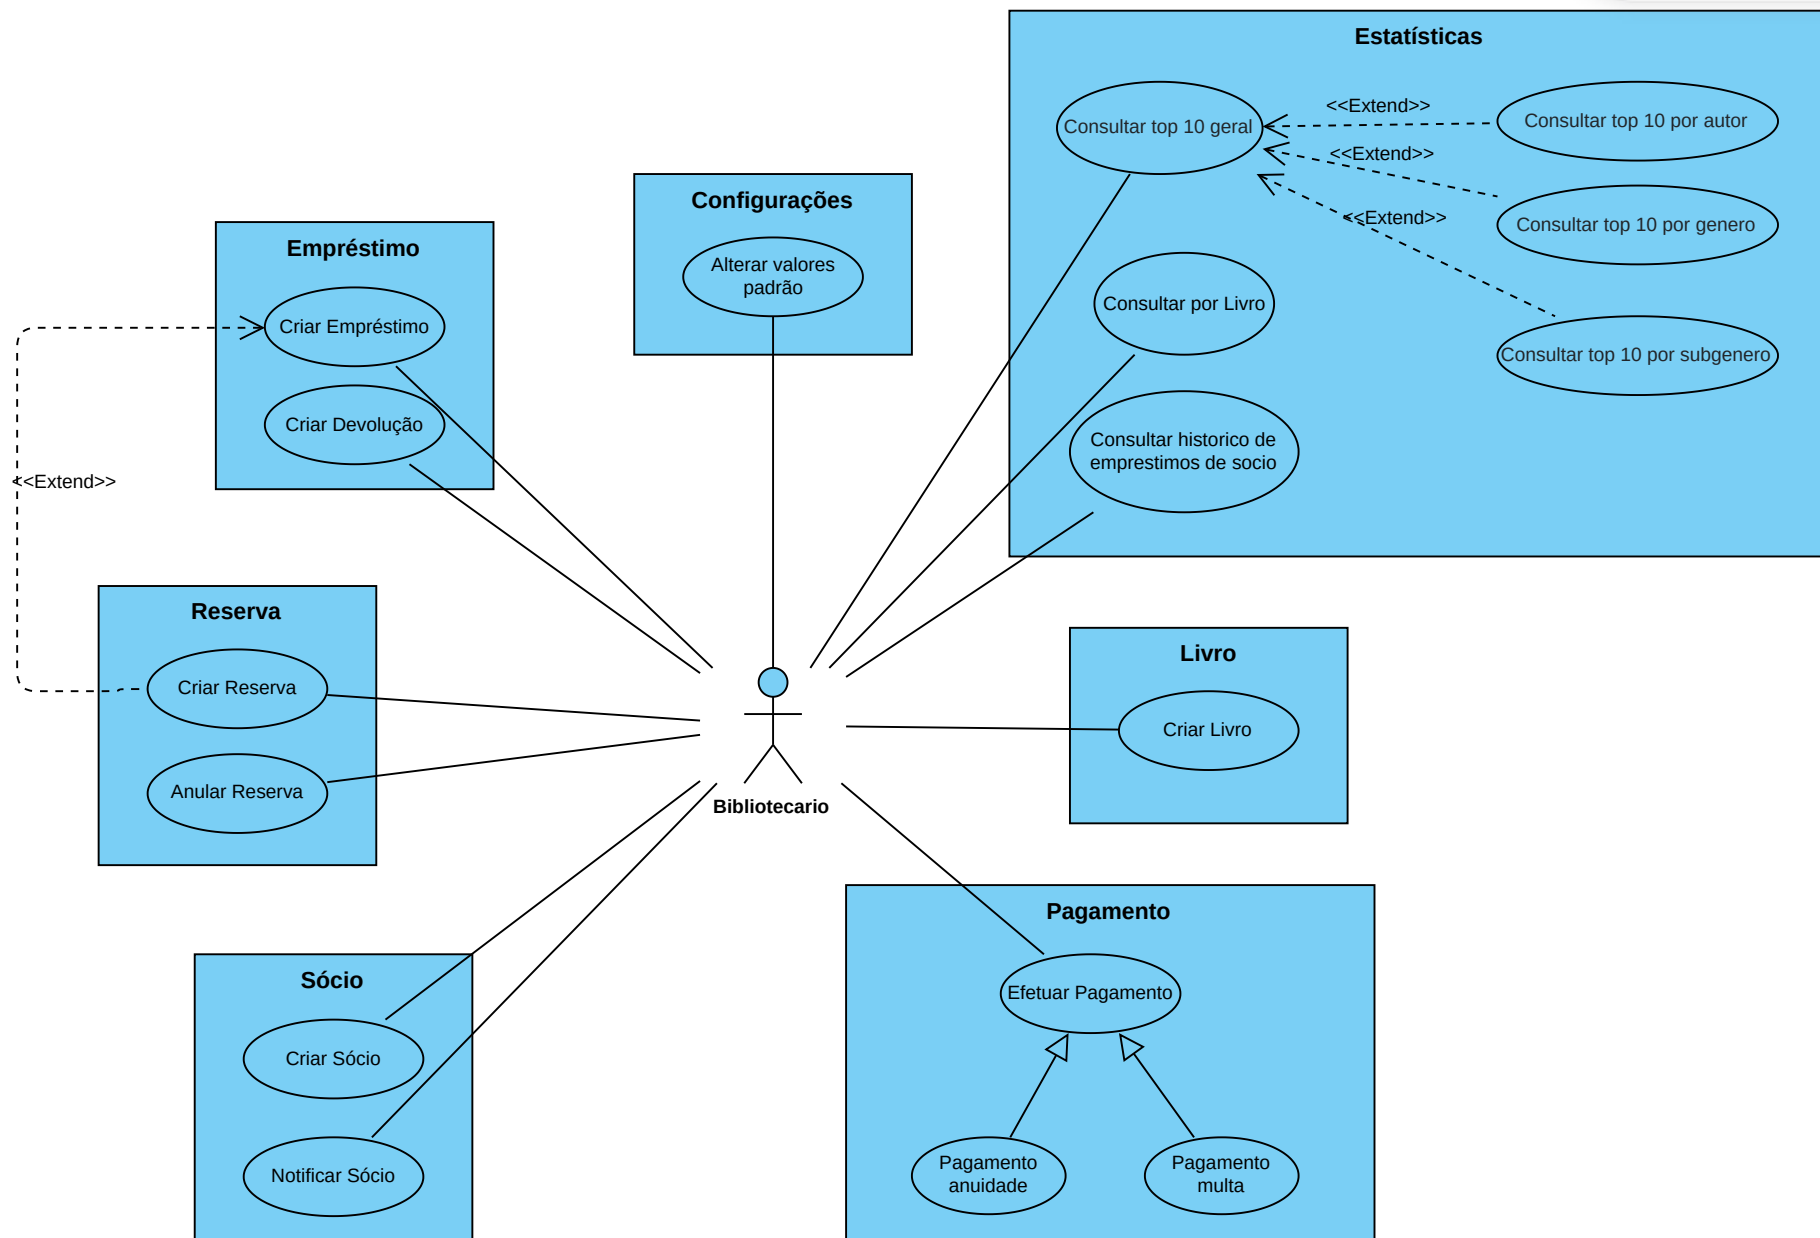 Estatísticas
Consultar top 10 geral
<<Extend>>
Consultar top 10 por autor
<<Extend>>
Consultar top 10 por genero
<<Extend>>
Consultar top 10 por subgenero
Consultar por Livro
Consultar historico de
emprestimos de socio
Configurações
Alterar valores
padrão
Empréstimo
Criar Empréstimo
Criar Devolução
<<Extend>>
Reserva
Criar Reserva
Anular Reserva
Bibliotecario
Livro
Criar Livro
Pagamento
Efetuar Pagamento
Pagamento
anuidade
Pagamento
multa
Sócio
Criar Sócio
Notificar Sócio